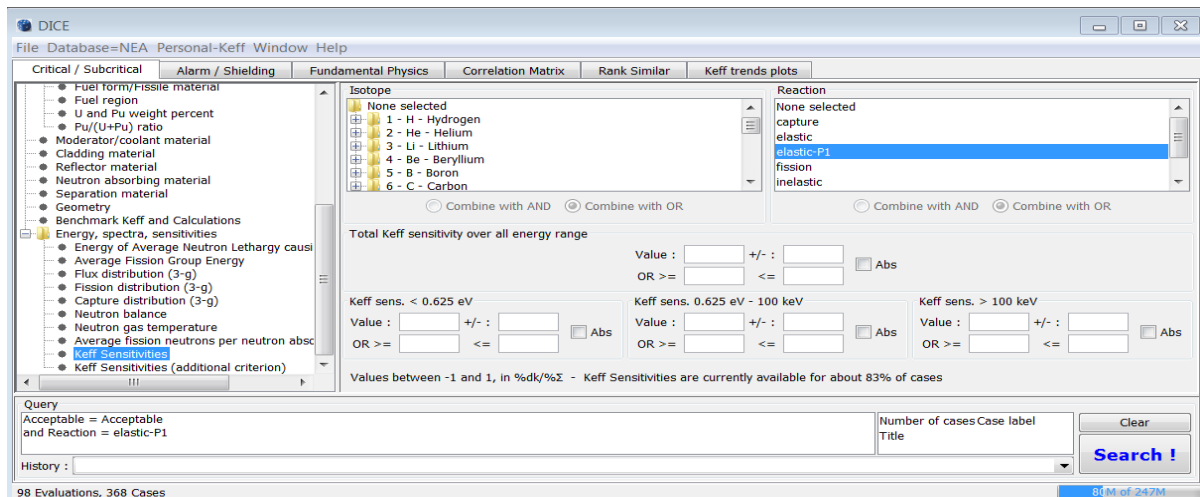 DICE
File Database=NEA Personal-Keff Window Help
Critical / Subcritical Alarm / Shielding Fundamental Physics Correlation Matrix Rank Similar Keff trends plots
Fuel form/Fissile material
Fuel region
U and Pu weight percent
Pu/(U+Pu) ratio
Moderator/coolant material
Cladding material
Reflector material
Neutron absorbing material
Separation material
Geometry
Benchmark Keff and Calculations
Energy, spectra, sensitivities
Energy of Average Neutron Lethargy causi
Average Fission Group Energy
Flux distribution (3-g)
Fission distribution (3-g)
Capture distribution (3-g)
Neutron balance
Neutron gas temperature
Average fission neutrons per neutron absc
Keff Sensitivities
Keff Sensitivities (additional criterion)
Isotope
None selected
1 - H - Hydrogen
2 - He - Helium
3 - Li - Lithium
4 - Be - Beryllium
5 - B - Boron
6 - C - Carbon
Combine with AND Combine with OR
Reaction
None selected
capture
elastic
elastic-P1
fission
inelastic
Combine with AND Combine with OR
Total Keff sensitivity over all energy range
Value : +/- :
OR >= <=
Abs
Keff sens. < 0.625 eV
Value : +/- :
OR >= <=
Abs
Keff sens. 0.625 eV - 100 keV
Value : +/- :
OR >= <=
Abs
Keff sens. > 100 keV
Value : +/- :
OR >= <=
Abs
Values between -1 and 1, in %dk/%Σ - Keff Sensitivities are currently available for about 83% of cases
Query
Acceptable = Acceptable
and Reaction = elastic-P1
Number of cases Case label
Title
Clear
Search !
History :
98 Evaluations, 368 Cases
80M of 247M